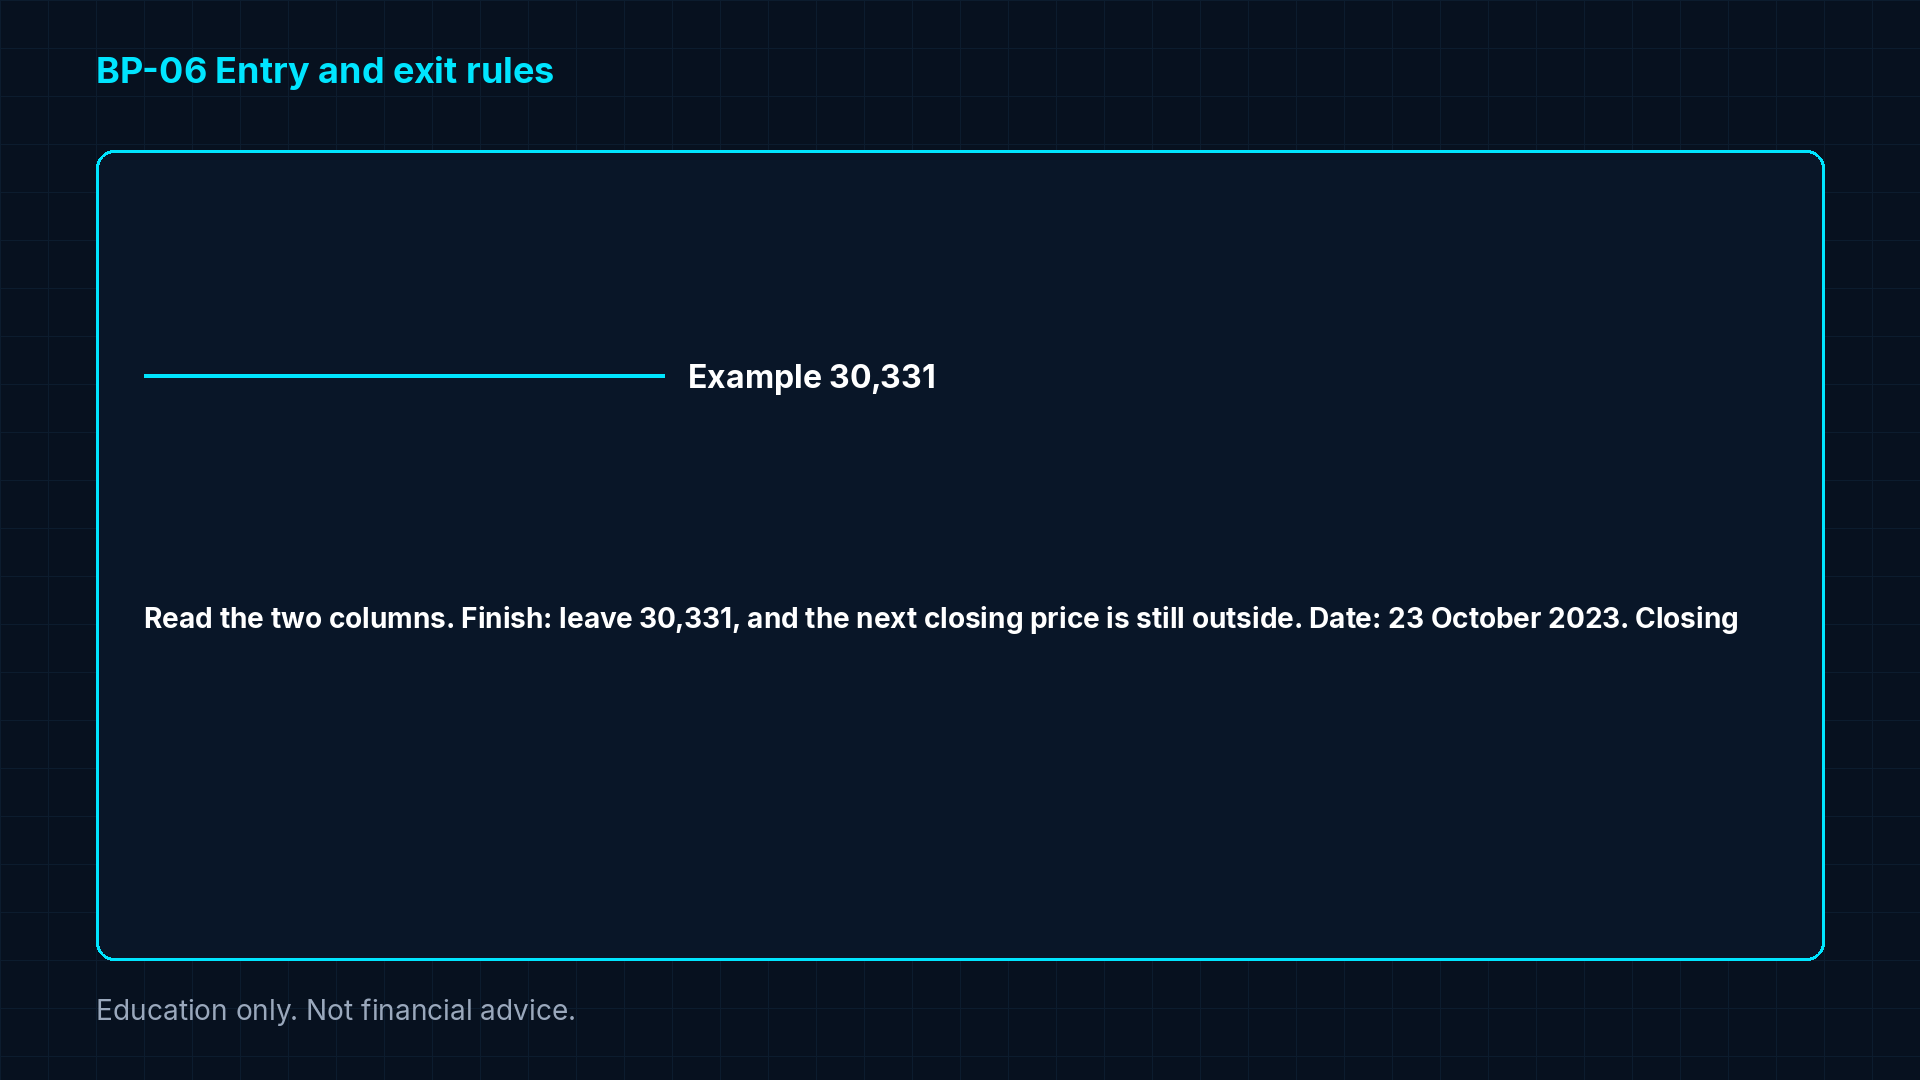 BP-06 Entry and exit rules
Example 30,331
Read the two columns. Finish: leave 30,331, and the next closing price is still outside. Date: 23 October 2023. Closing
Education only. Not financial advice.